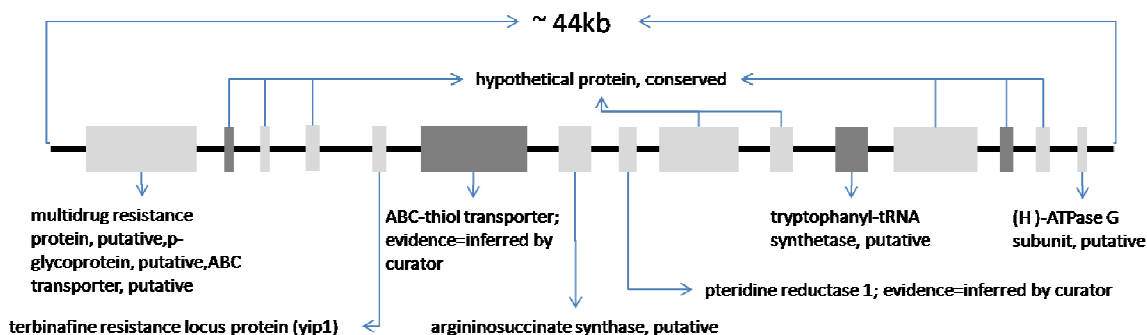 ~ 44kb
hypothetical protein, conserved
multidrug resistance
protein, putative,p-
glycoprotein, putative,ABC
transporter, putative
ABC-thiol transporter;
evidence=inferred by
curator
tryptophanyl-tRNA
synthetase, putative
(H )-ATPase G
subunit, putative
pteridine reductase 1; evidence=inferred by curator
terbinafine resistance locus protein (yip1)
argininosuccinate synthase, putative